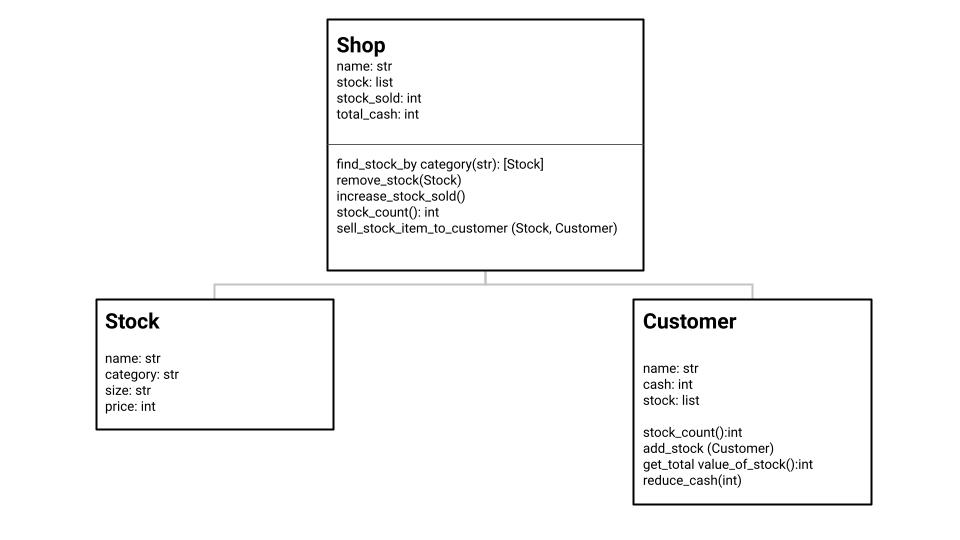 Shop
name: str
stock: list
stock_sold: int
total_cash: int
find_stock_by category(str): [Stock]
remove_stock(Stock)
increase_stock_sold()
stock_count(): int
sell_stock_item_to_customer (Stock, Customer)
Stock
name: str
category: str
size: str
price: int
Customer
name: str
cash: int
stock: list
stock_count():int
add_stock (Customer)
get_total value_of_stock():int
reduce_cash(int)